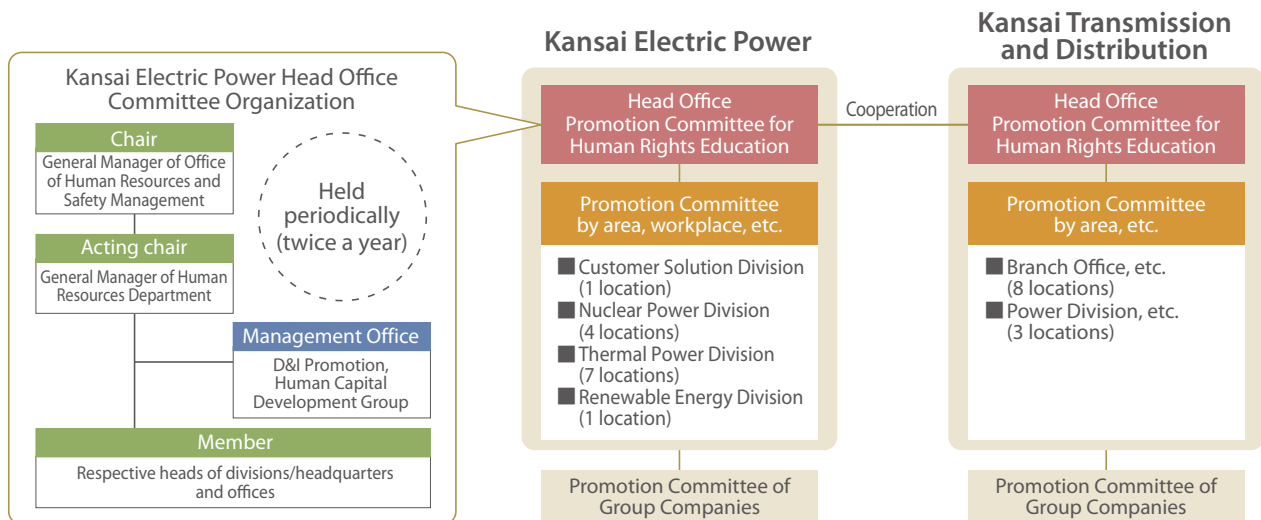 Kansai Electric Power Head Office
Committee Organization
Chair
General Manager of Office
of Human Resources and
Safety Management
Held
periodically
(twice a year)
Acting chair
General Manager of Human
Resources Department
Management Office
D&I Promotion,
Human Capital
Development Group
Member
Respective heads of divisions/headquarters
and offices
Kansai Electric Power
Head Office
Promotion Committee for
Human Rights Education
Promotion Committee
by area, workplace, etc.
■ Customer Solution Division
(1 location)
■ Nuclear Power Division
(4 locations)
■ Thermal Power Division
(7 locations)
■ Renewable Energy Division
(1 location)
Promotion Committee of
Group Companies
Cooperation
Kansai Transmission
and Distribution
Head Office
Promotion Committee for
Human Rights Education
Promotion Committee
by area, etc.
■ Branch Office, etc.
(8 locations)
■ Power Division, etc.
(3 locations)
Promotion Committee of
Group Companies